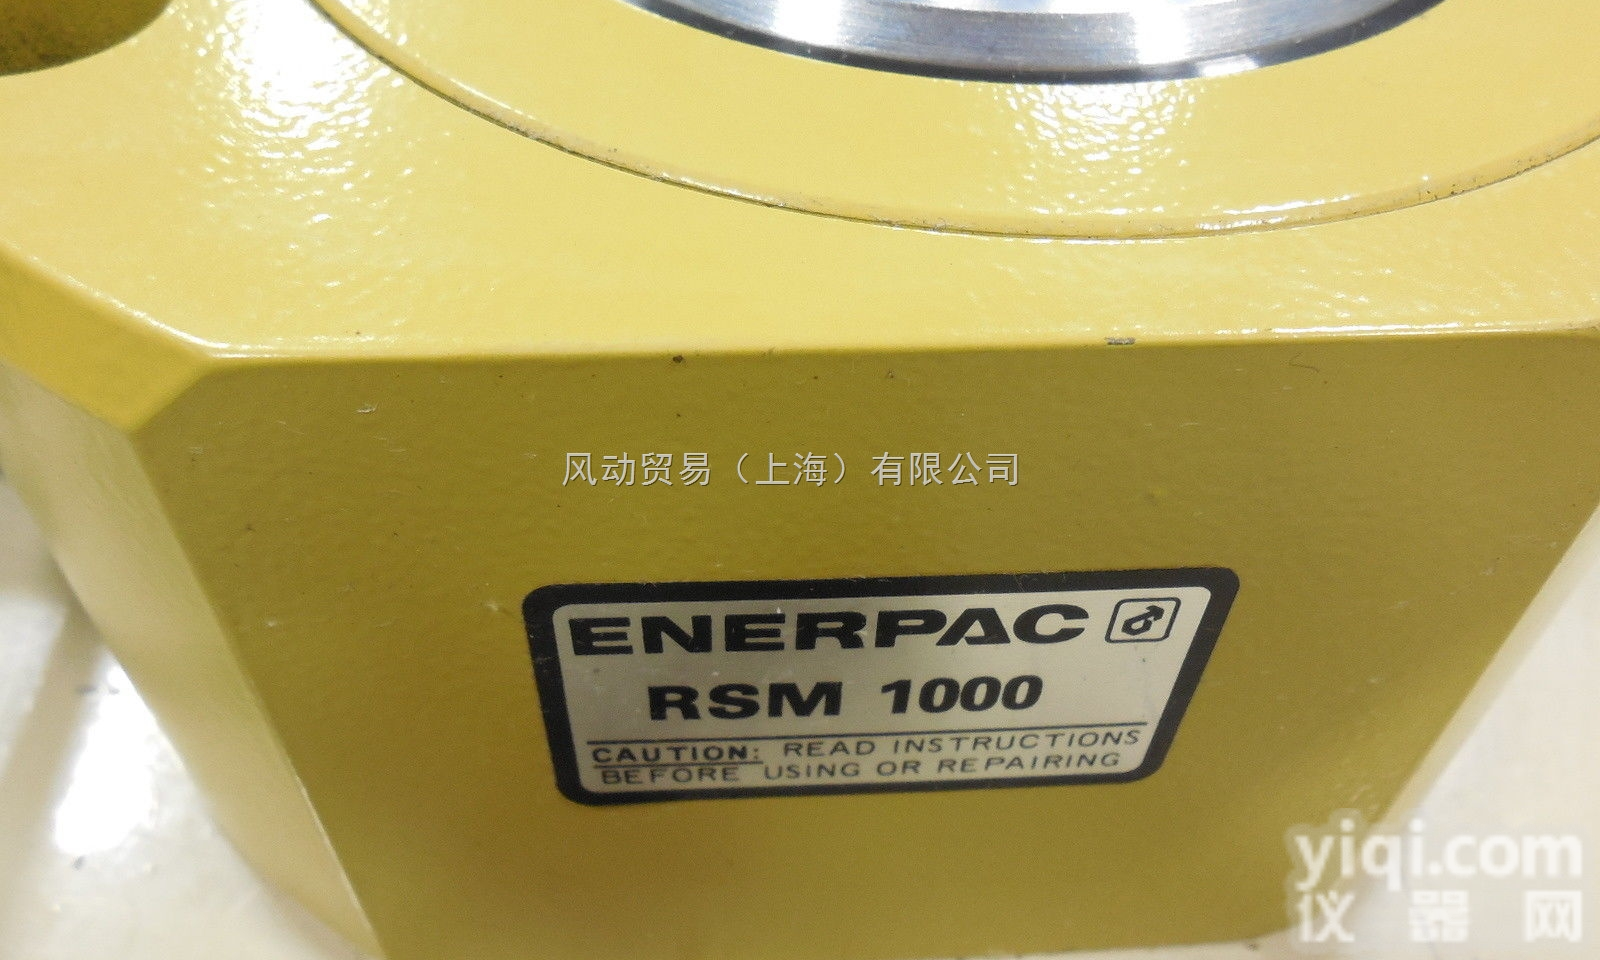 风动贸易（上海）有限公司
ENERPAC
RSM 1000
CAUTION: READ INSTRUCTIONS
BEFORE USING OR REPAIRING
yiqi.com
仪器网